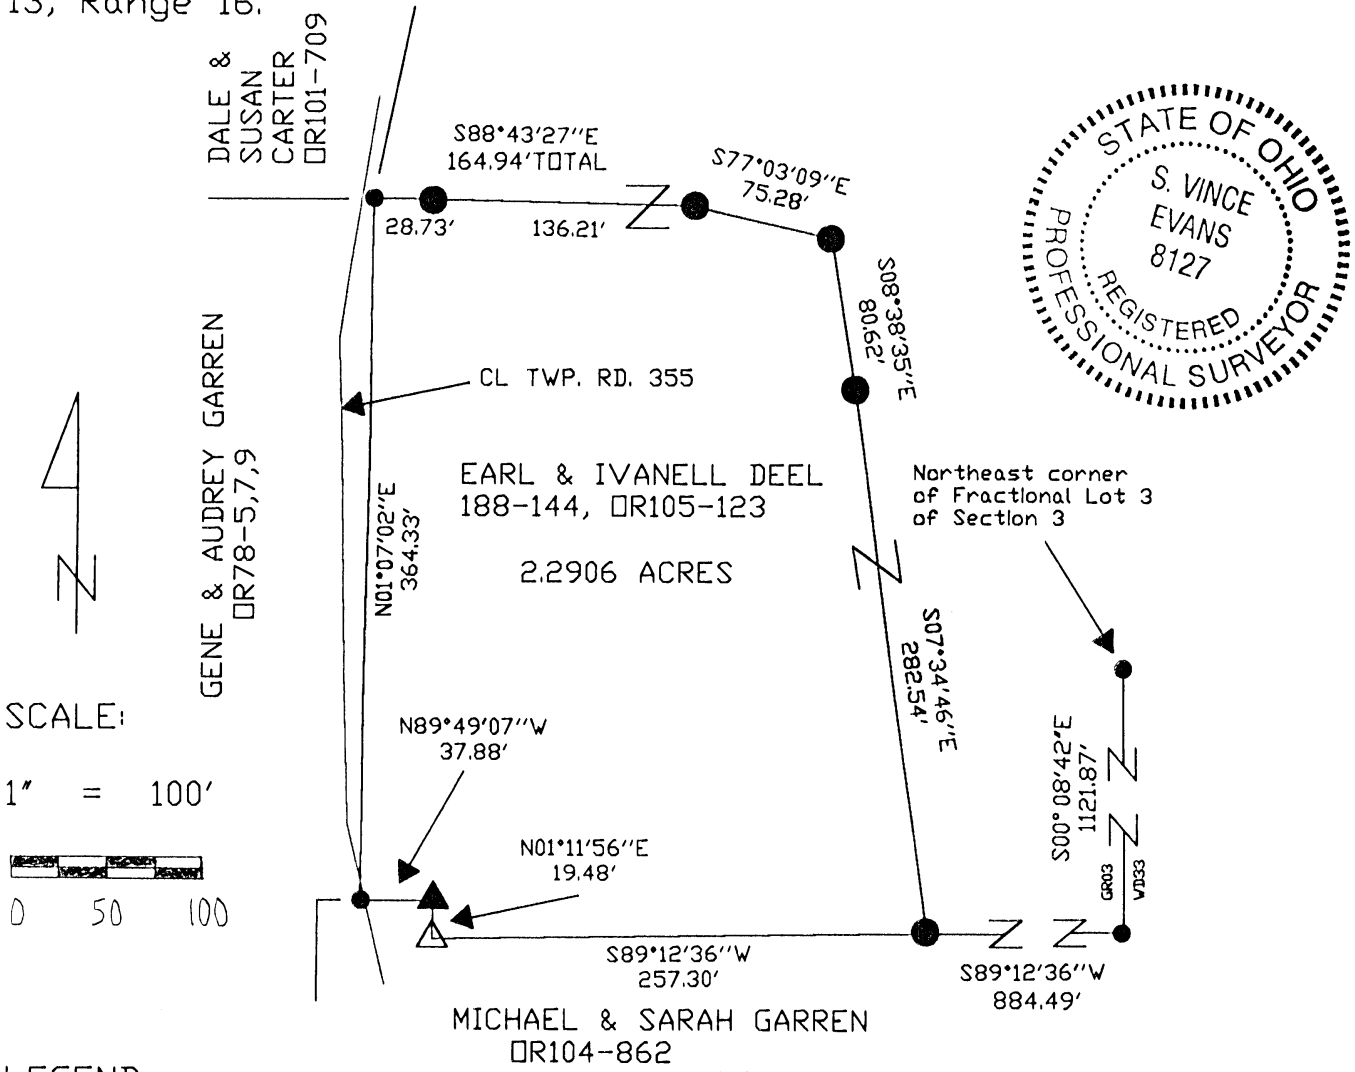 13, Range 16.
DALE &
SUSAN
CARTER
OR101-709
S88°43'27''E
164.94'TOTAL
28.73'
136.21'
S77°03'09''E
75.28'
S08°38'35''E
80.62'
STATE OF OHIO
S. VINCE
EVANS
8127
REGISTERED
PROFESSIONAL SURVEYOR
GENE & AUDREY GARREN
OR78-5,7,9
CL TWP. RD. 355
N01°07'02''E
364.33'
EARL & IVANELL DEEL
188-144, OR105-123
2.2906 ACRES
Northeast corner
of Fractional Lot 3
of Section 3
N
S07°34'46''E
282.54'
SCALE:
1" = 100'
0 50 100
N89°49'07''W
37.88'
N01°11'56''E
19.48'
S00° 08'42"E
1121.87'
GR03
WD33
S89°12'36''W
257.30'
S89°12'36''W
884.49'
MICHAEL & SARAH GARREN
OR104-862
LEGEND